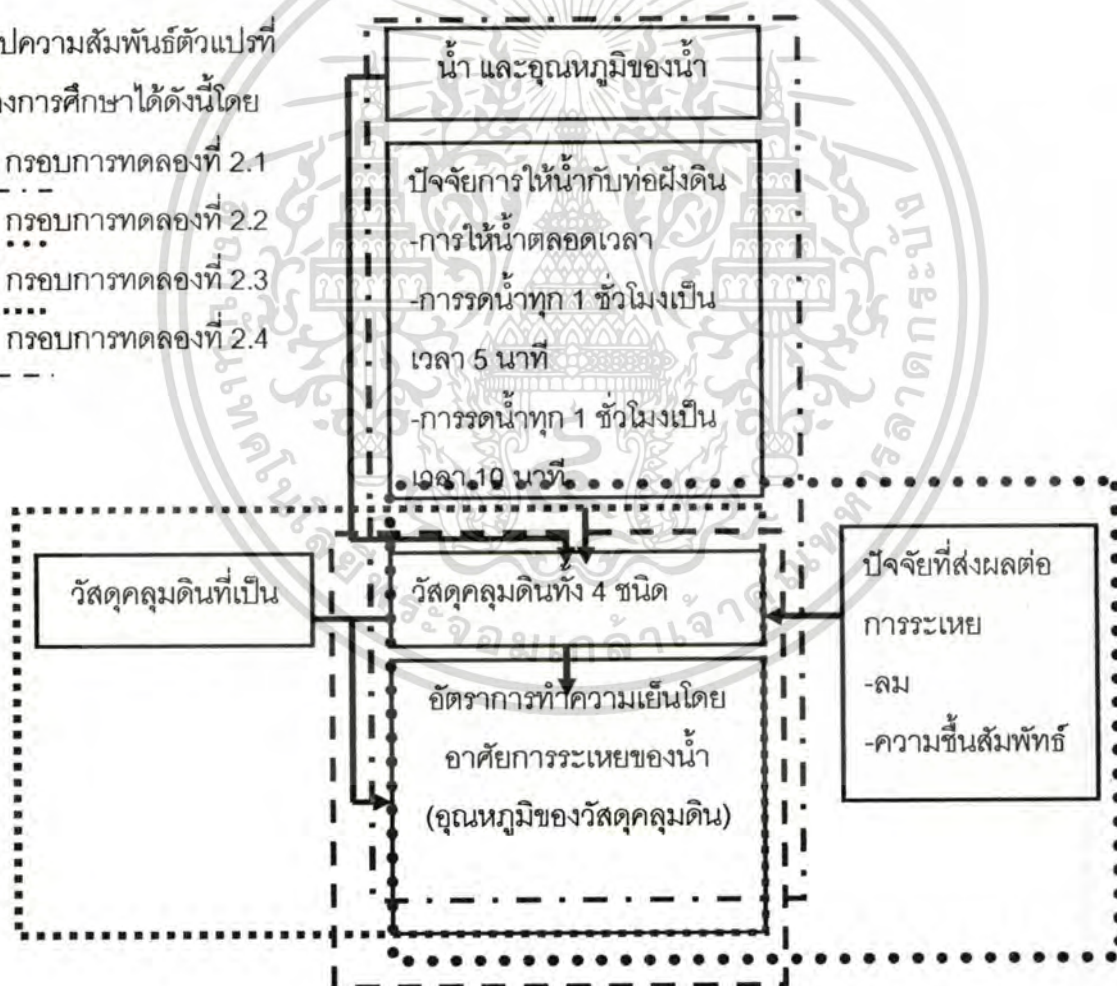 ปความสัมพันธ์ตัวแปรที่
างการศึกษาได้ดังนี้โดย
กรอบการทดลองที่ 2.1
กรอบการทดลองที่ 2.2
กรอบการทดลองที่ 2.3
กรอบการทดลองที่ 2.4
น้ำ และอุณหภูมิของน้ำ
ปัจจัยการให้น้ำกับท่อฝังดิน
-การให้น้ำตลอดเวลา
-การรดน้ำทุก 1 ชั่วโมงเป็น
เวลา 5 นาที
-การรดน้ำทุก 1 ชั่วโมงเป็น
เวลา 10 นาที
วัสดุคลุมดินที่เป็น
วัสดุคลุมดินทั้ง 4 ชนิด
ปัจจัยที่ส่งผลต่อ
การระเหย
-ลม
-ความชื้นสัมพัทธ์
อัตราการทำความเย็นโดย
อาศัยการระเหยของน้ำ
(อุณหภูมิของวัสดุคลุมดิน)